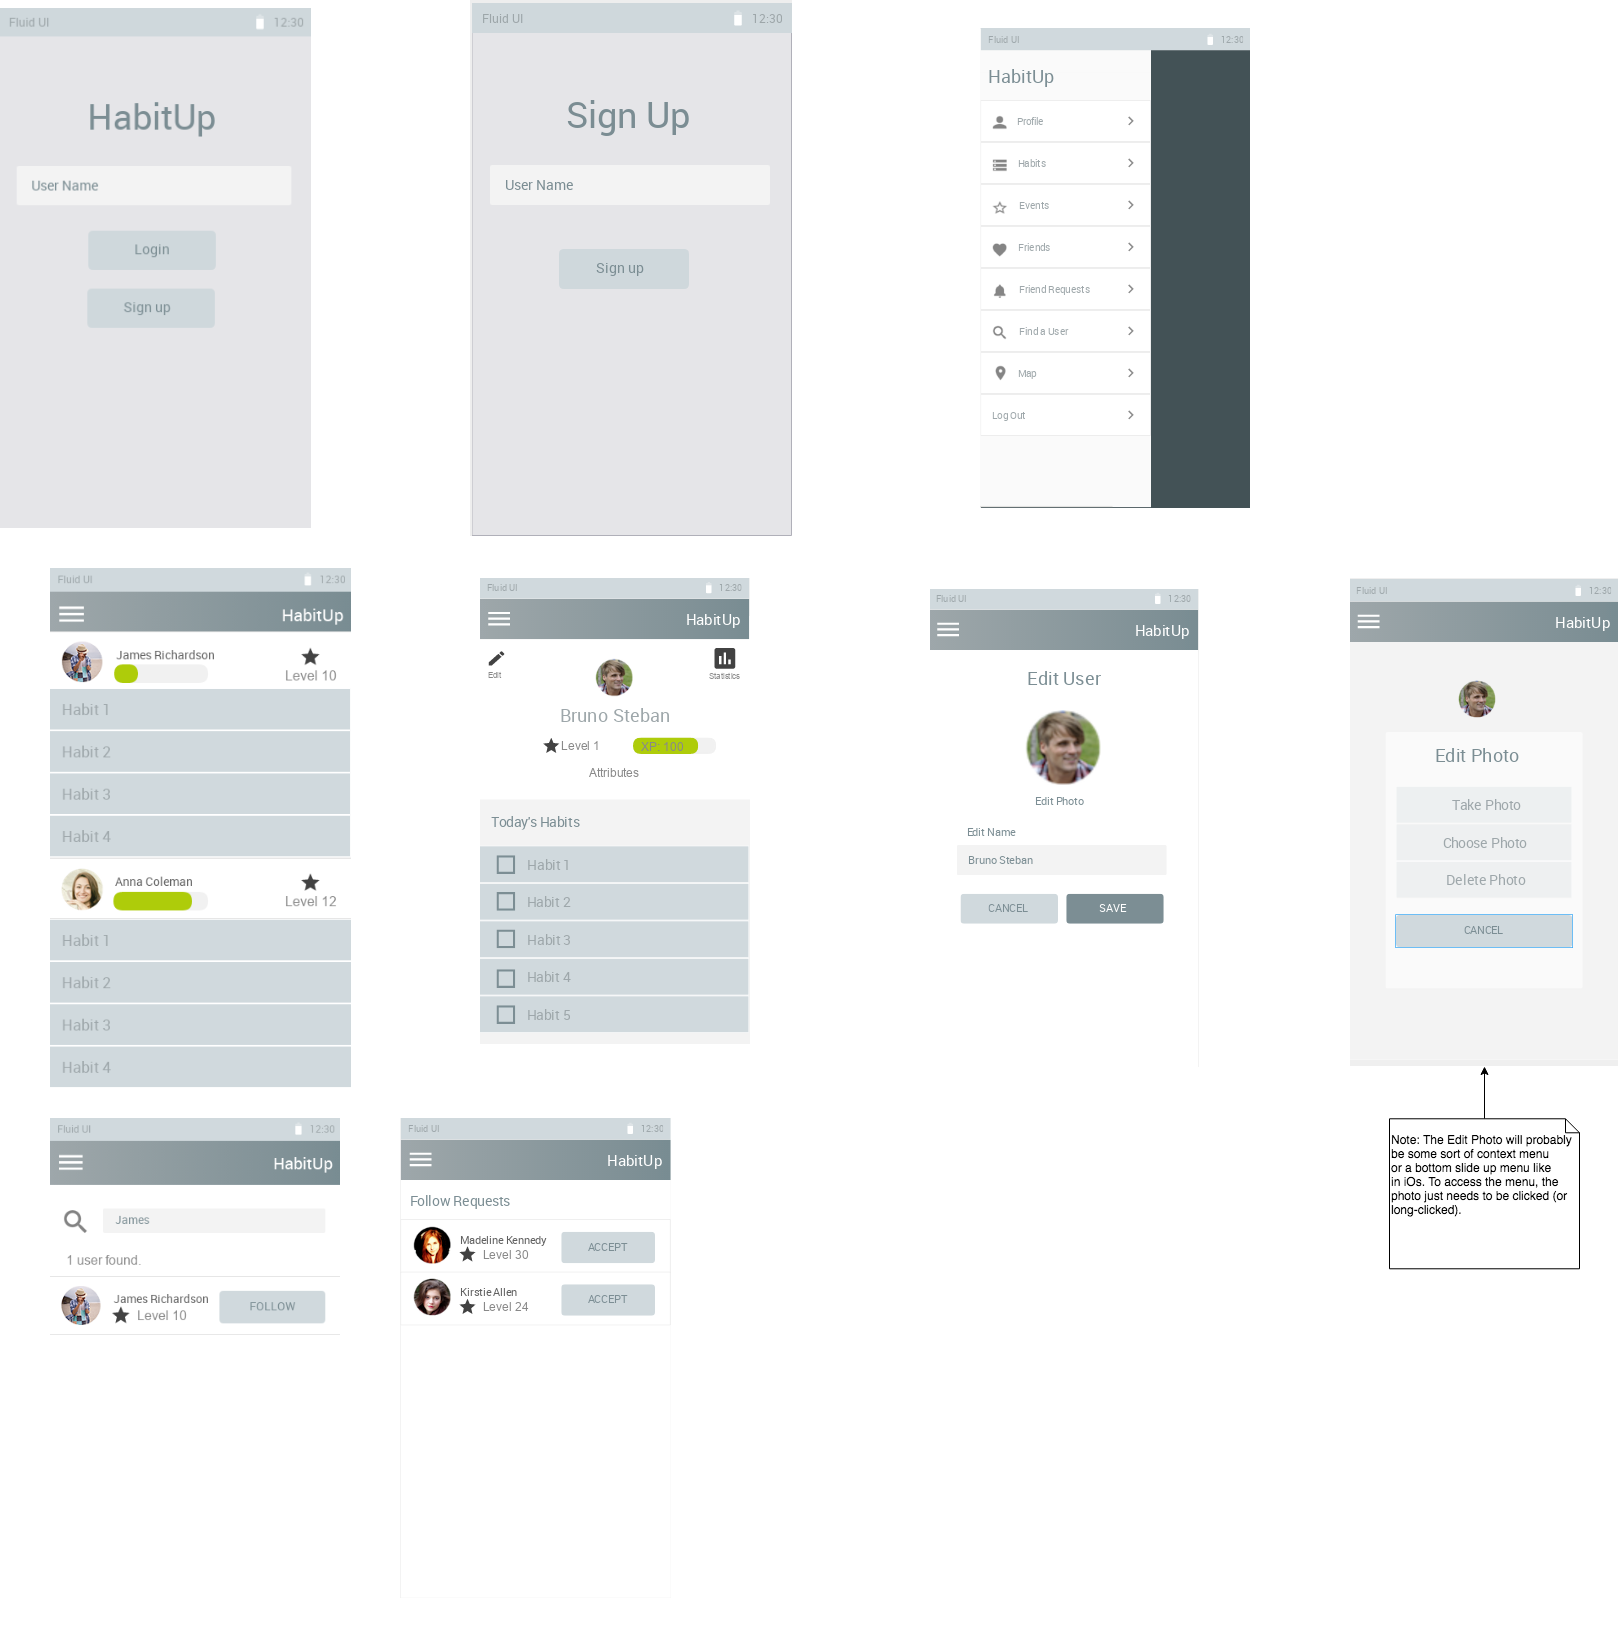 Fluid UI
12:30
HabitUp
User Name
Login
Sign up
Fluid UI
12:30
Sign Up
User Name
Sign up
Fluid UI
12:30
HabitUp
Profile
Habits
Events
Friends
Friend Requests
Find a User
Map
Log Out
Fluid UI
12:30
HabitUp
James Richardson
Level 10
Habit 1
Habit 2
Habit 3
Habit 4
Anna Coleman
Level 12
Habit 1
Habit 2
Habit 3
Habit 4
Fluid UI
12:30
HabitUp
Edit
Statistics
Bruno Steban
Level 1
XP: 100
Attributes
Today's Habits
Habit 1
Habit 2
Habit 3
Habit 4
Habit 5
Fluid UI
12:30
HabitUp
Edit User
Edit Photo
Edit Name
Bruno Steban
CANCEL
SAVE
Fluid UI
12:30
HabitUp
Edit Photo
Take Photo
Choose Photo
Delete Photo
CANCEL
Note: The Edit Photo will probably
be some sort of context menu
or a bottom slide up menu like
in iOs. To access the menu, the
photo just needs to be clicked (or
long-clicked).
Fluid UI
12:30
HabitUp
James
1 user found.
James Richardson
Level 10
FOLLOW
Fluid UI
12:30
HabitUp
Follow Requests
Madeline Kennedy
Level 30
ACCEPT
Kirstie Allen
Level 24
ACCEPT